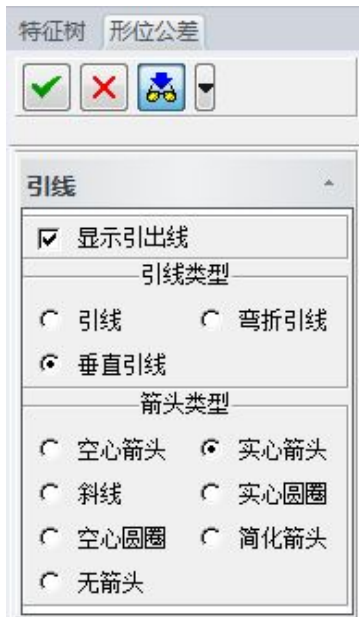 特征树 形位公差
引线
显示引出线
引线类型
引线 弯折引线
垂直引线
箭头类型
空心箭头 实心箭头
斜线 实心圆圈
空心圆圈 简化箭头
无箭头